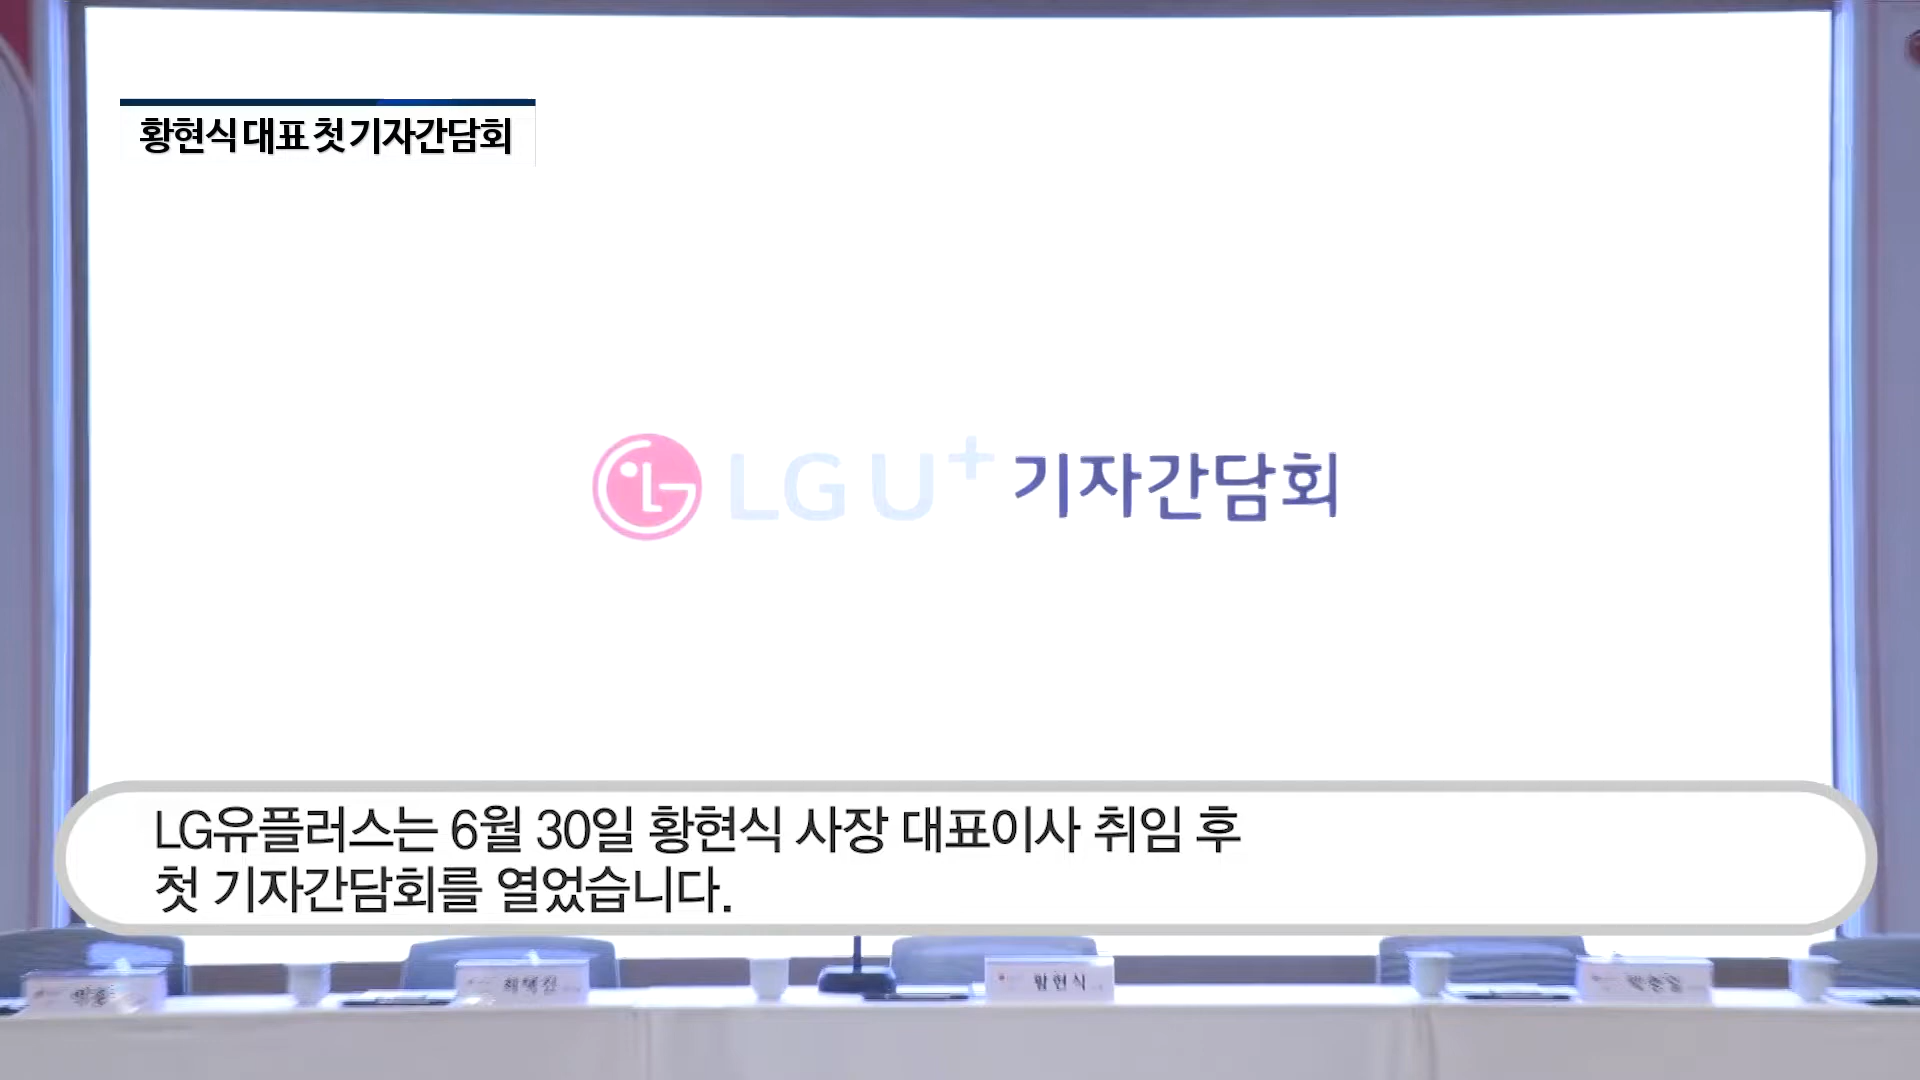 황현식 대표 첫 기자간담회
LG U+ 기자간담회
LG유플러스는 6월 30일 황현식 사장 대표이사 취임 후
첫 기자간담회를 열었습니다.
황현식